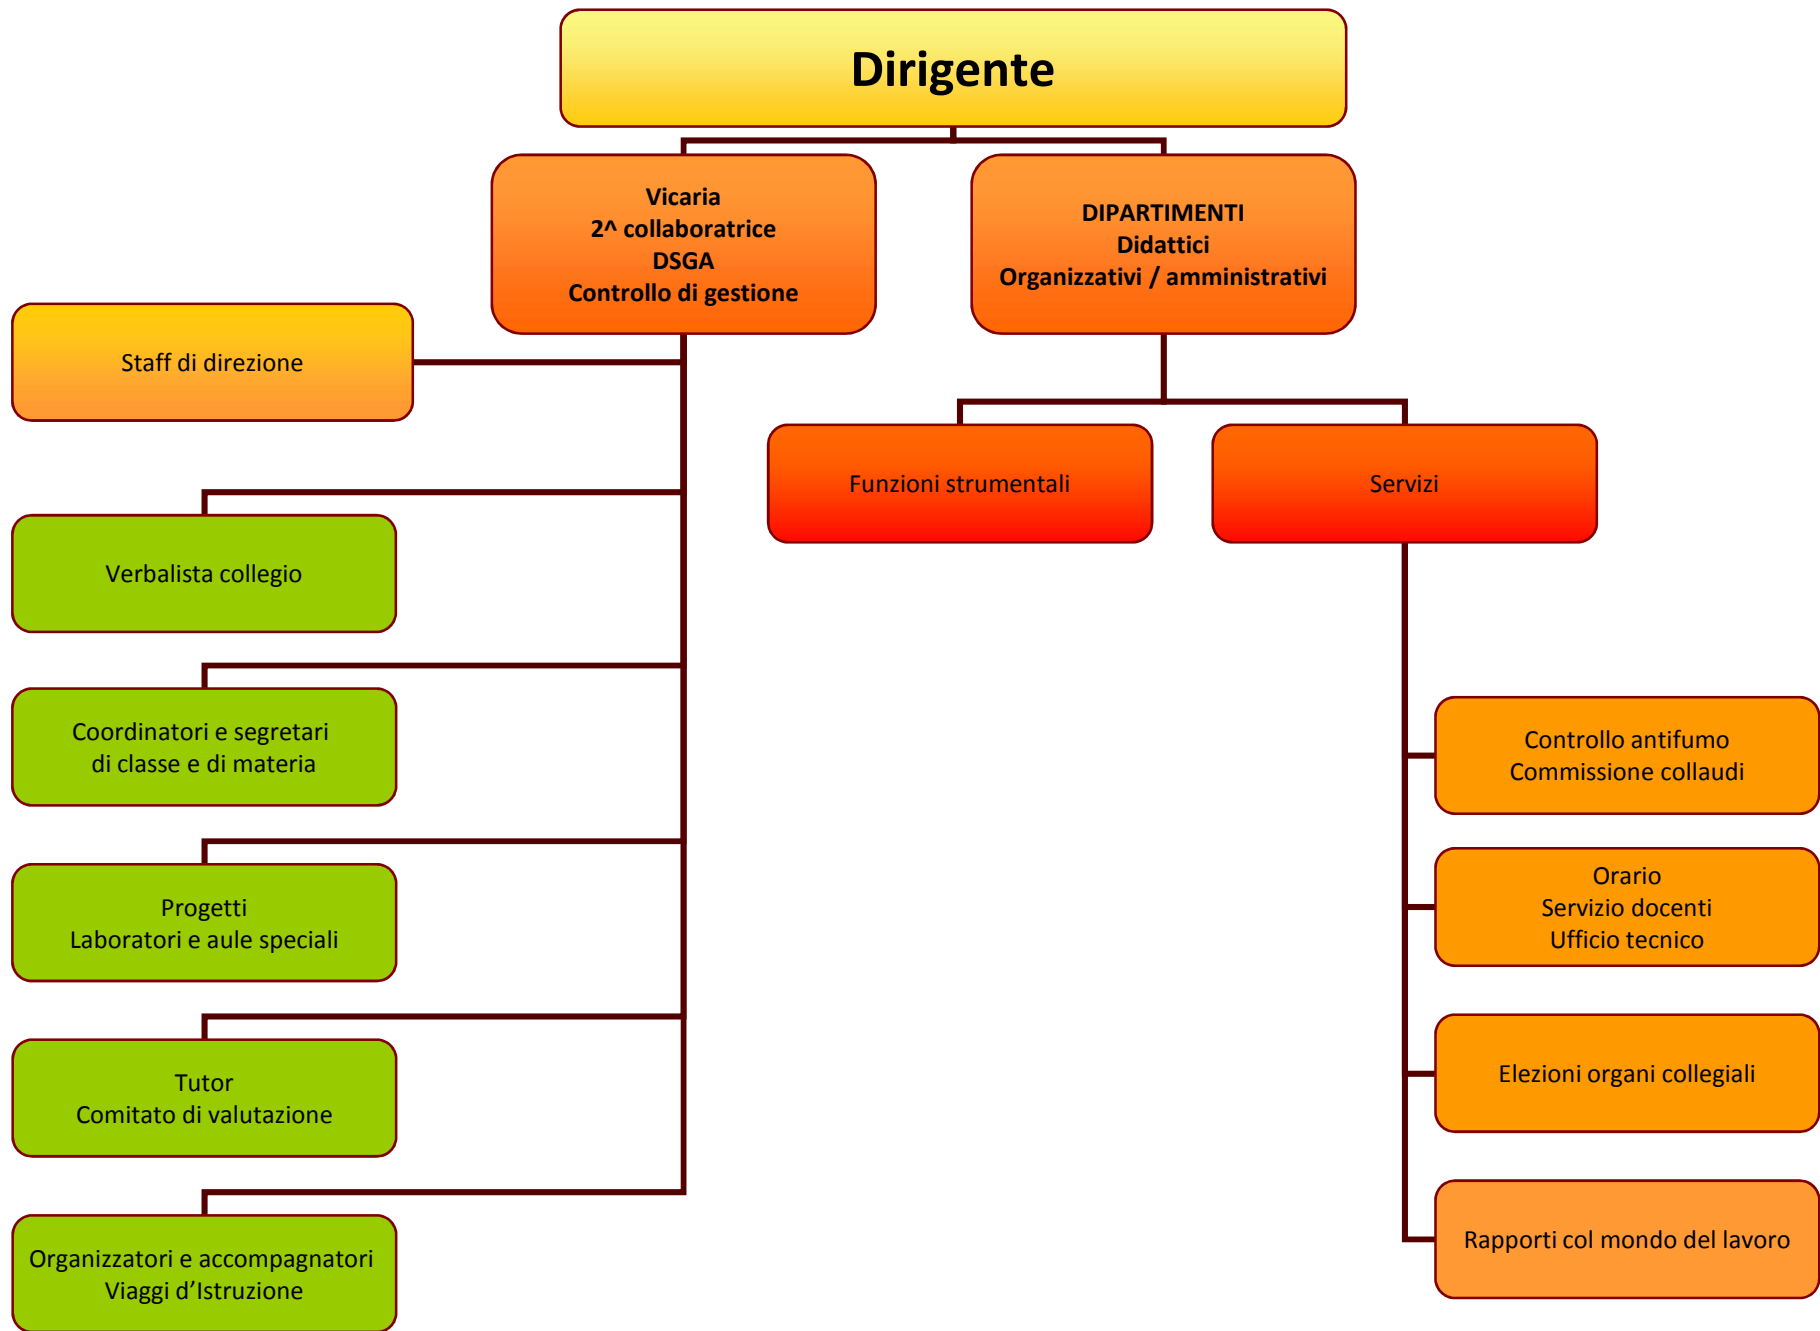 Dirigente
Vicaria
2^ collaboratrice
DSGA
Controllo di gestione
DIPARTIMENTI
Didattici
Organizzativi / amministrativi
Staff di direzione
Funzioni strumentali
Servizi
Verbalista collegio
Coordinatori e segretari
di classe e di materia
Progetti
Laboratori e aule speciali
Tutor
Comitato di valutazione
Organizzatori e accompagnatori
Viaggi d’Istruzione
Controllo antifumo
Commissione collaudi
Orario
Servizio docenti
Ufficio tecnico
Elezioni organi collegiali
Rapporti col mondo del lavoro